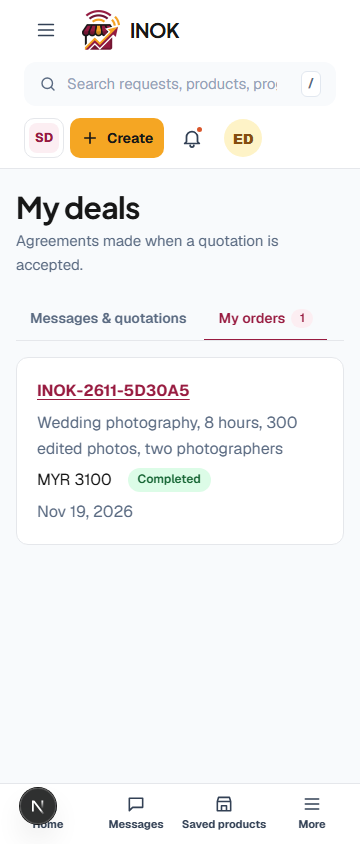 INOK
Search requests, products, pro
/
SD
+ Create
ED
My deals
Agreements made when a quotation is
accepted.
Messages & quotations
My orders 1
INOK-2611-5D30A5
Wedding photography, 8 hours, 300
edited photos, two photographers
MYR 3100 Completed
Nov 19, 2026
N
Home
Messages
Saved products
More